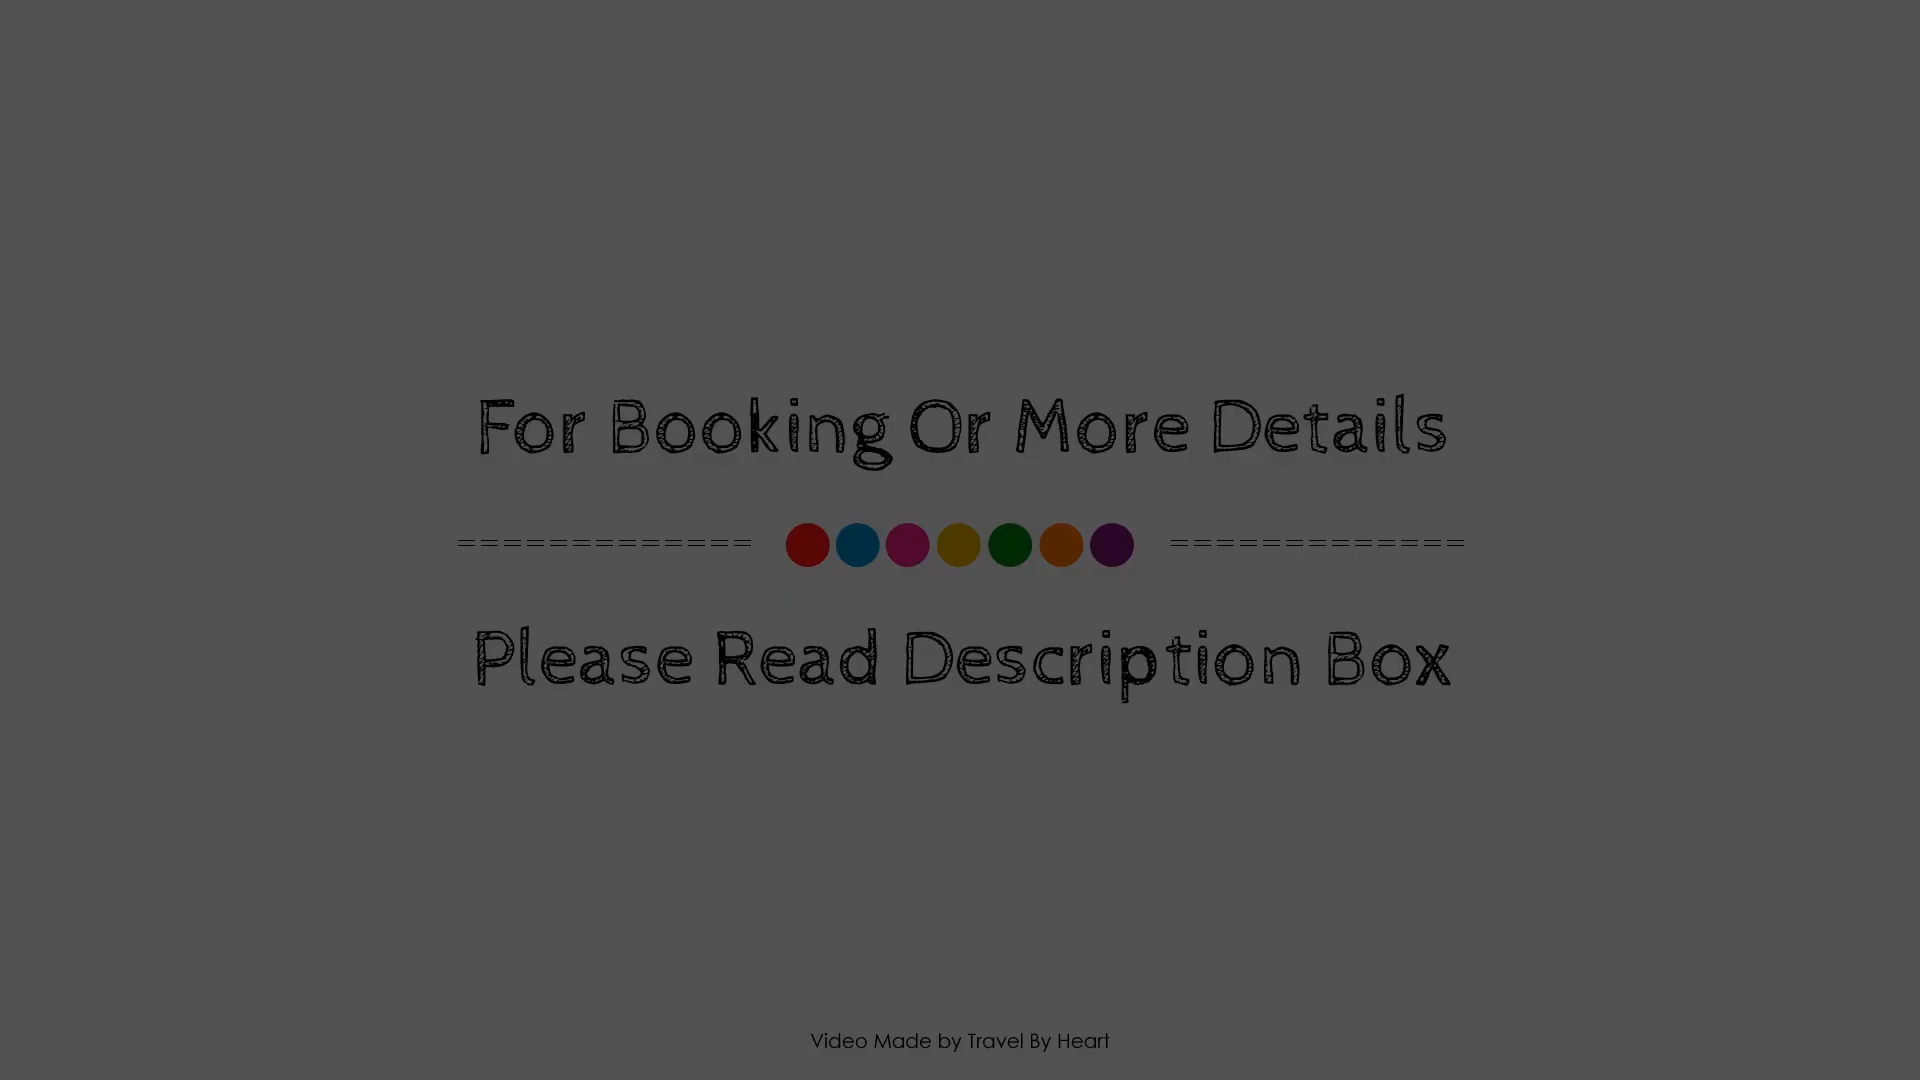 For Booking Or More Details
============= =============
Please Read Description Box
Video Made by Travel By Heart